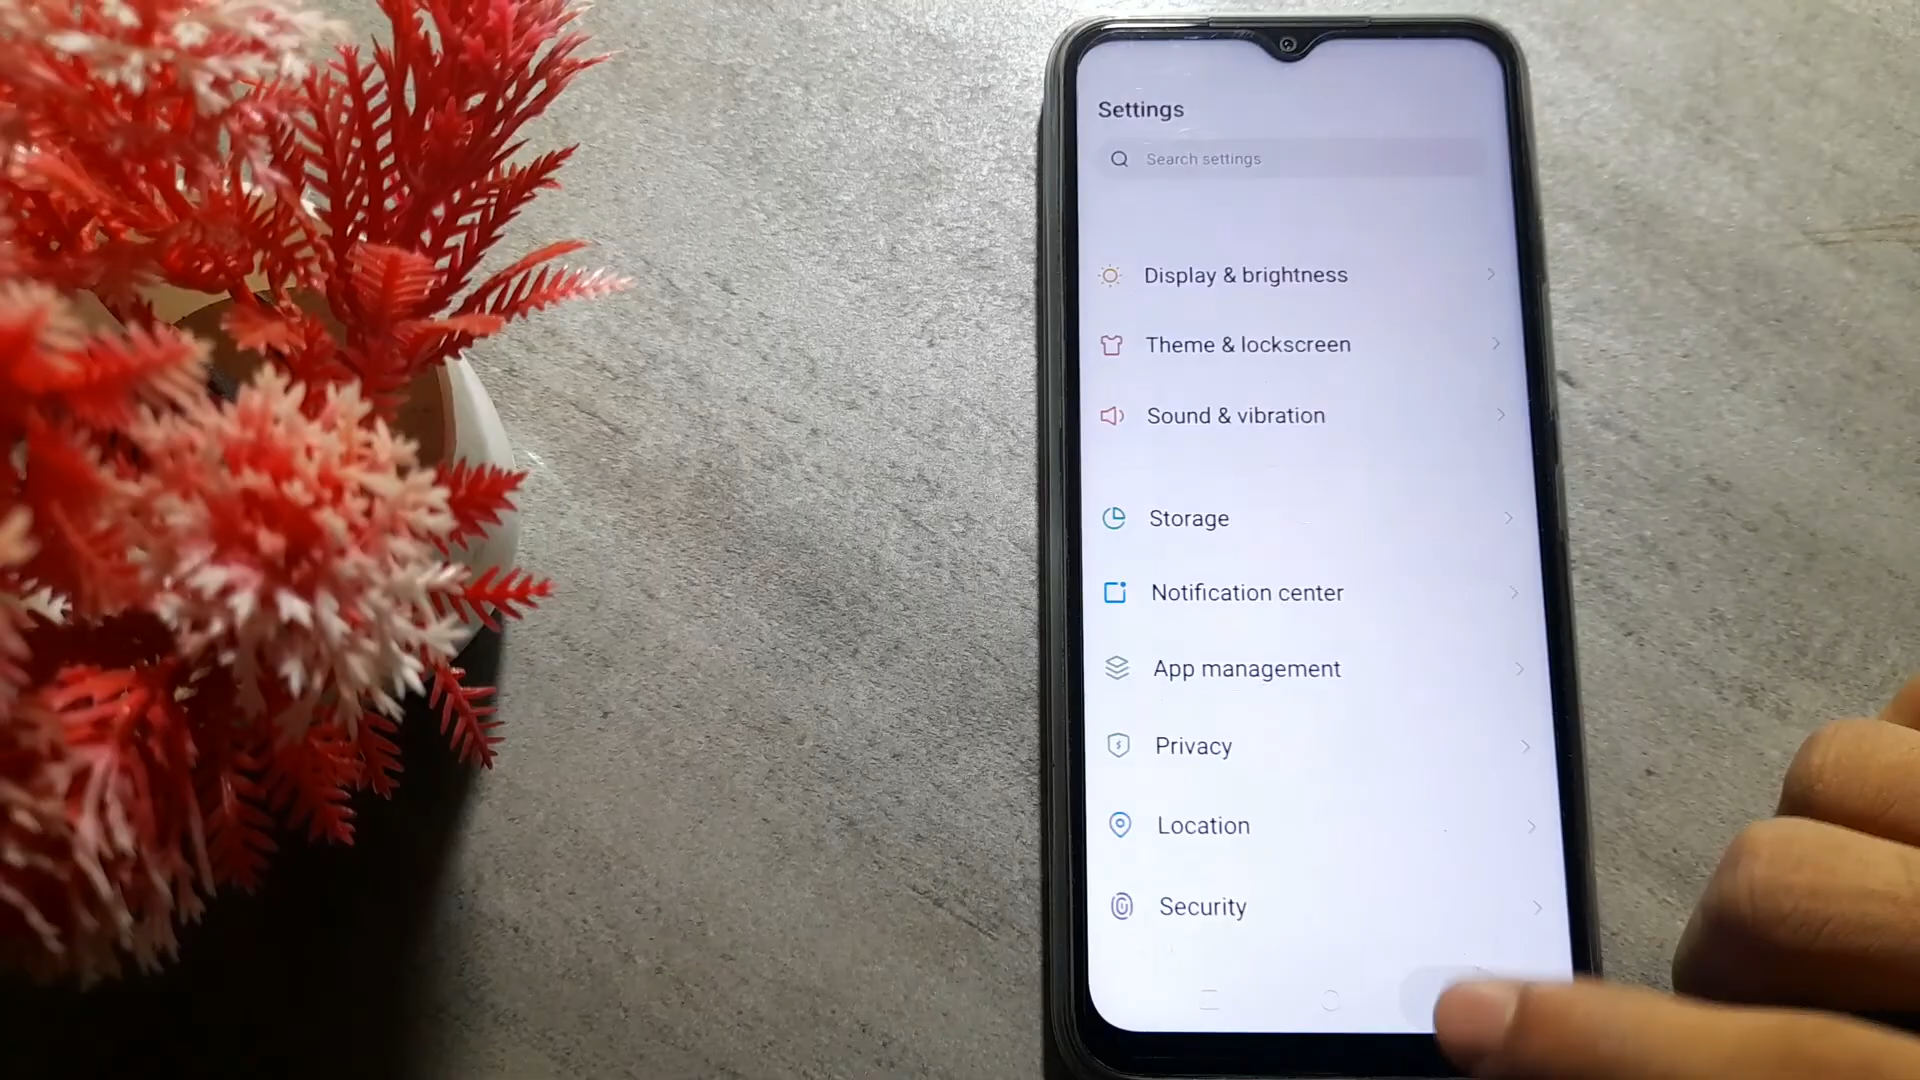 Settings
Search settings
Display & brightness
Theme & lockscreen
Sound & vibration
Storage
Notification center
App management
Privacy
Location
Security